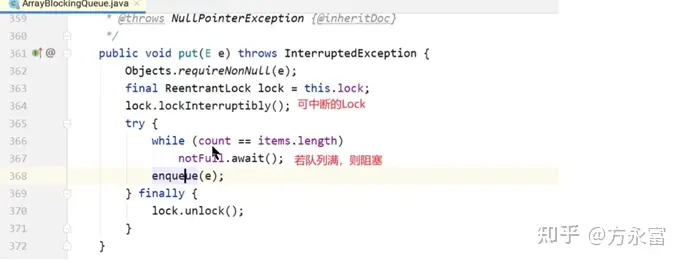 ArrayBlockingQueue.java
359 * @throws NullPointerException {@inheritDoc}
360 */
361 @ public void put(E e) throws InterruptedException {
362 Objects.requireNonNull(e);
363 final ReentrantLock lock = this.lock;
364 lock.lockInterruptibly(); 可中断的Lock
365 try {
366 while (count == items.length)
367 notFull.await(); 若队列满，则阻塞
368 enqueue(e);
369 } finally {
370 lock.unlock();
371 }
372 }
知乎 @方永富